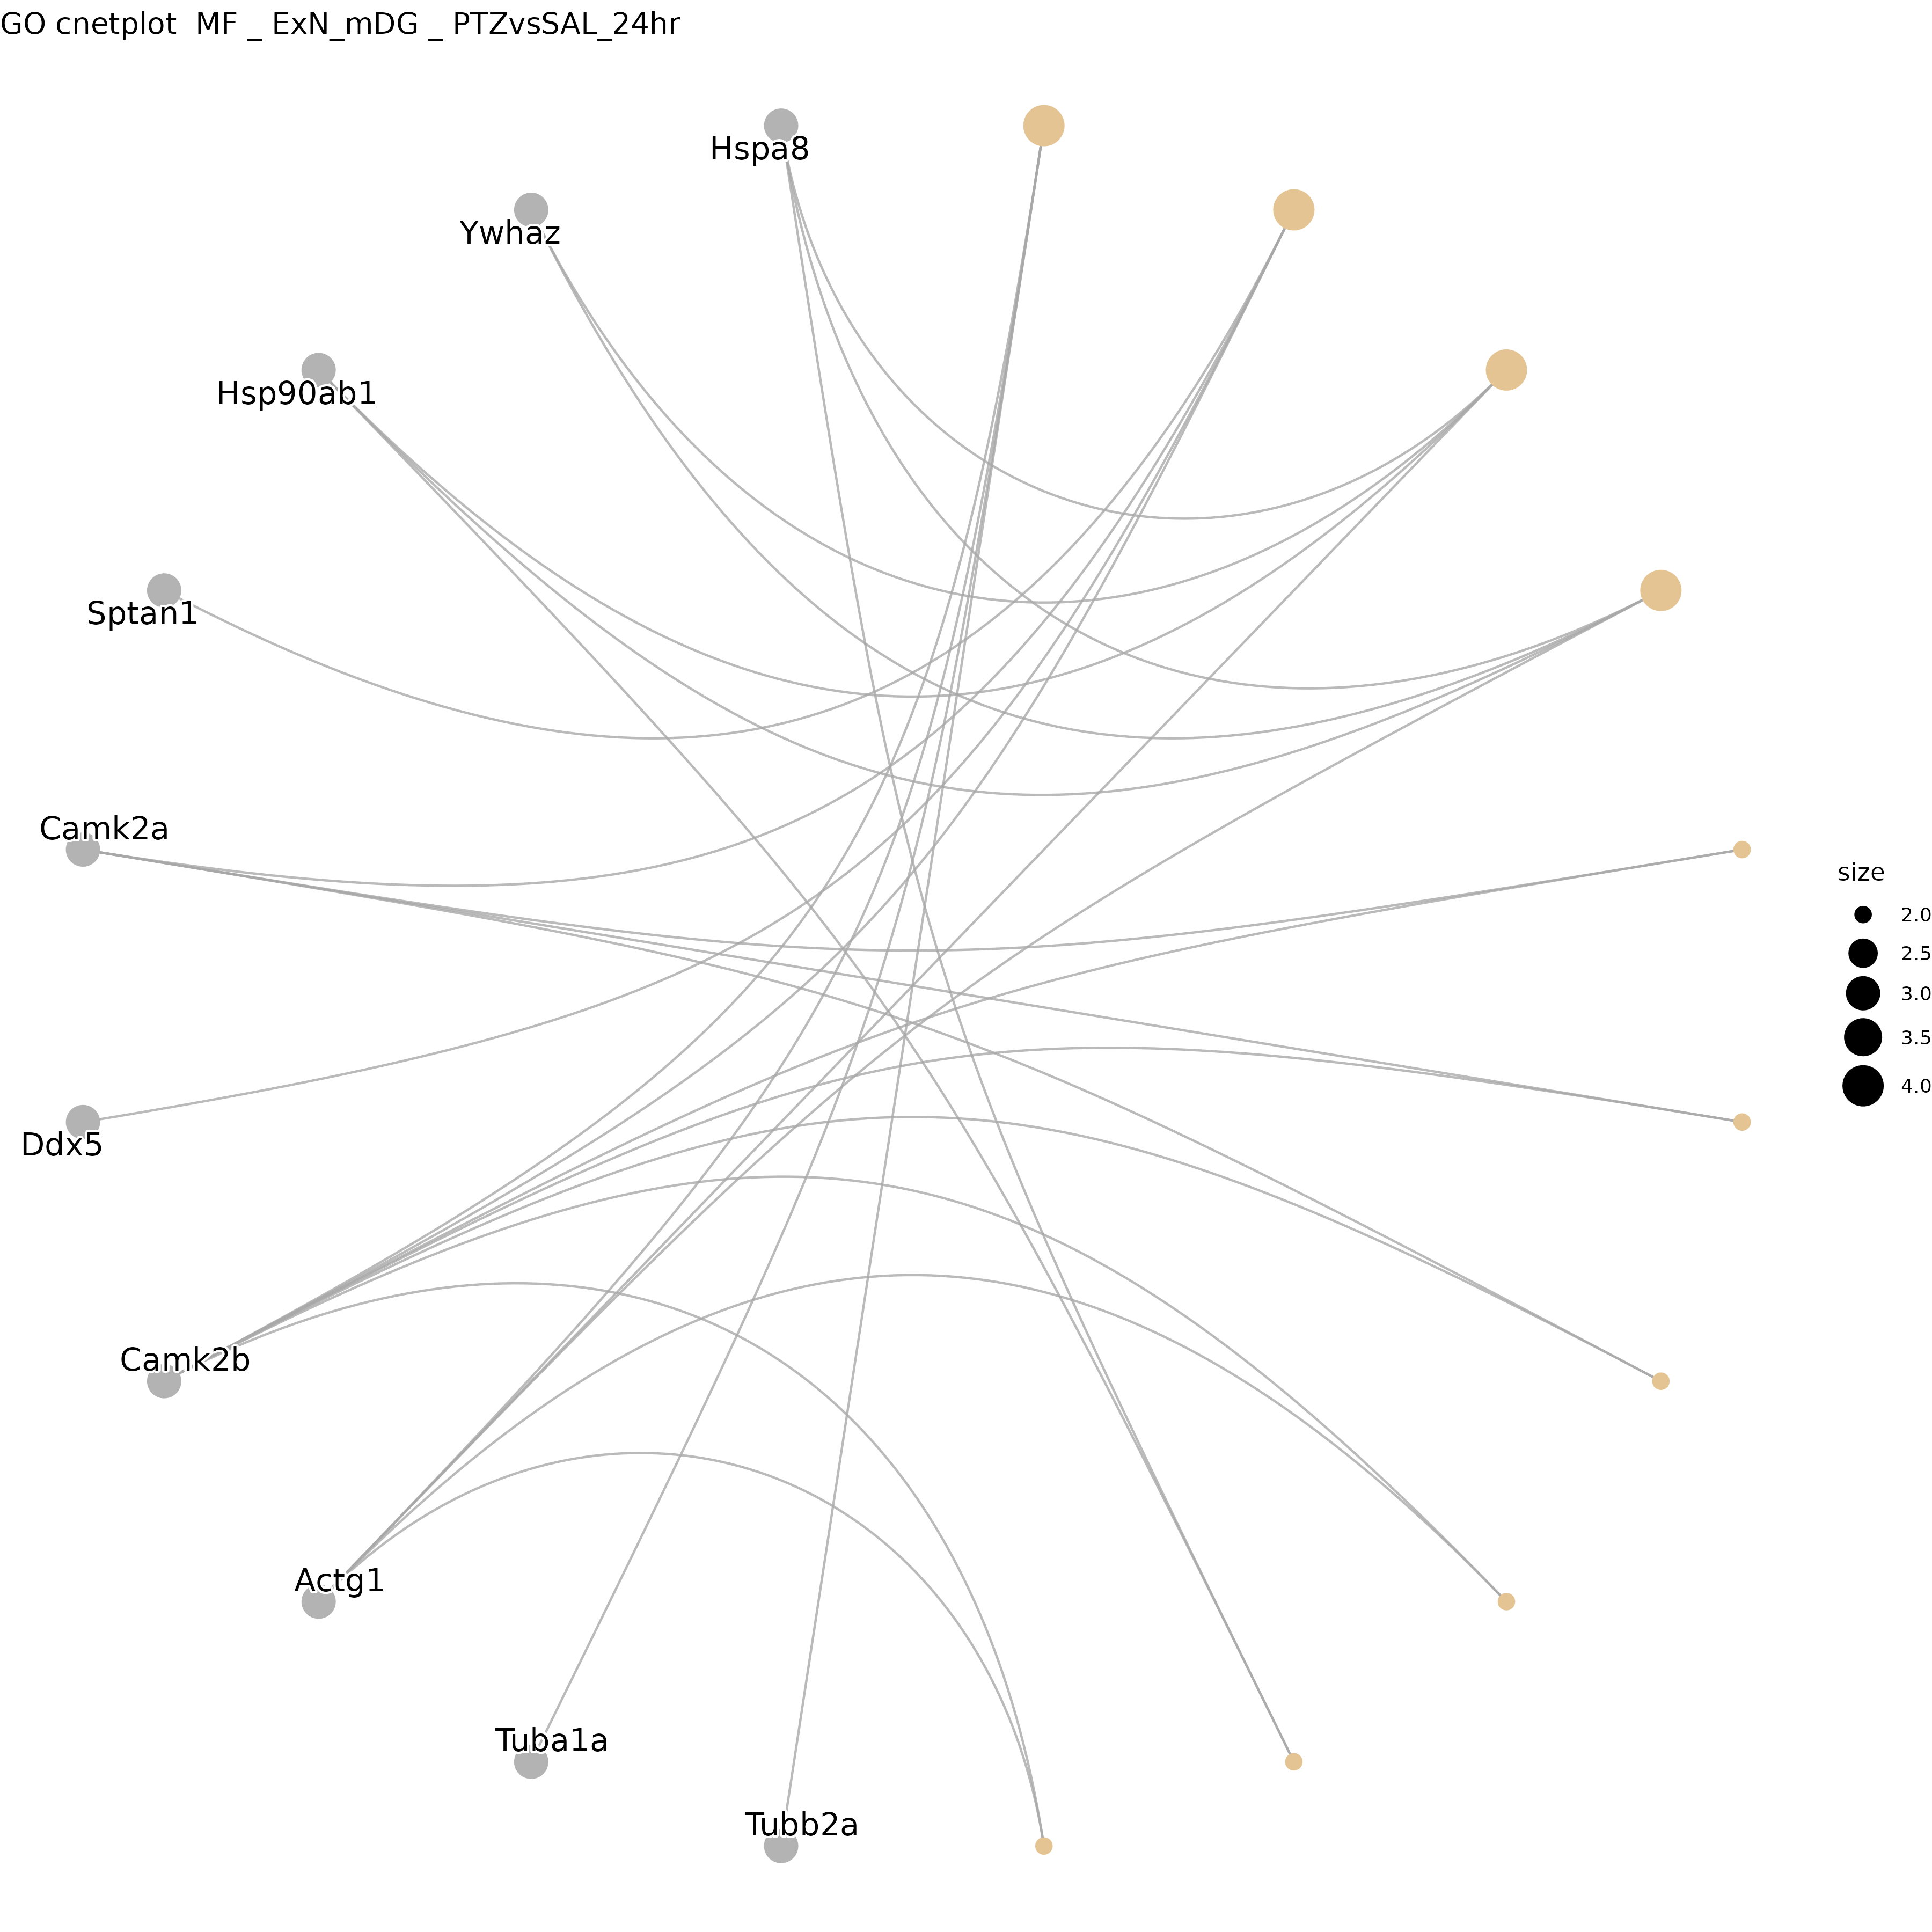 GO cnetplot  MF _ ExN_mDG _ PTZvsSAL_24hr
Hspa8
Ywhaz
Hsp90ab1
Sptan1
Camk2a
size
2.0
2.5
3.0
3.5
4.0
Ddx5
Camk2b
Actg1
Tuba1a
Tubb2a